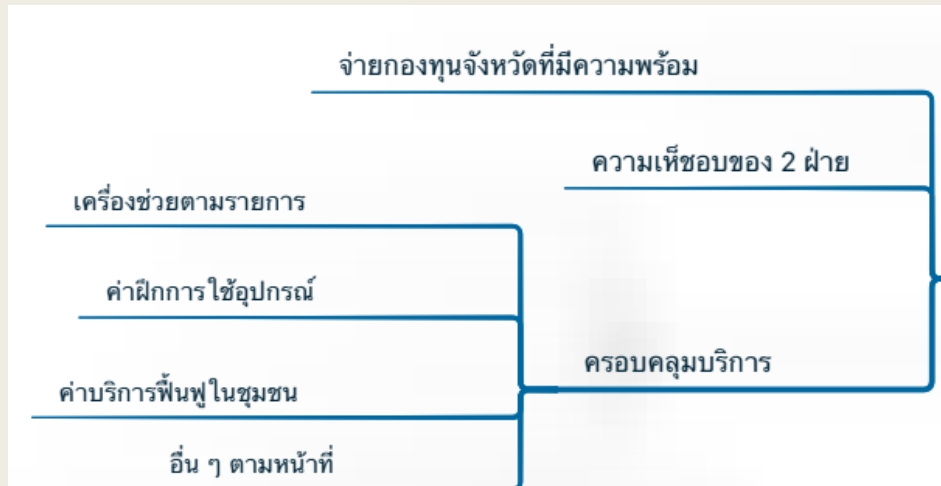 จ่ายกองทุนจังหวัดที่มีความพร้อม
ความเห็ชอบของ 2 ฝ่าย
เครื่องช่วยตามรายการ
ค่าฝึกการใช้อุปกรณ์
ครอบคลุมบริการ
ค่าบริการฟื้นฟูในชุมชน
อื่น ๆ ตามหน้าที่